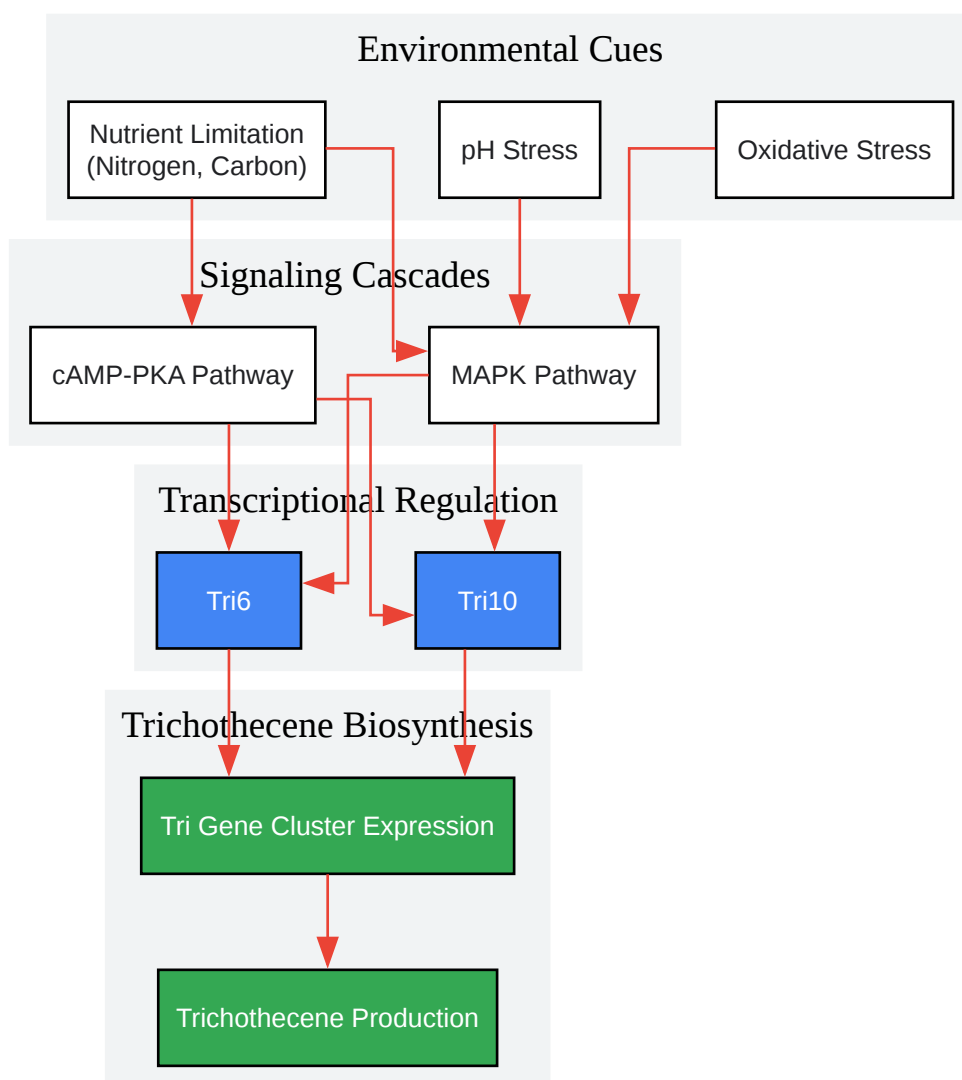 Environmental Cues
Nutrient Limitation
(Nitrogen, Carbon)
pH Stress
Oxidative Stress
Signaling Cascades
cAMP-PKA Pathway
MAPK Pathway
Transcriptional Regulation
Tri6
Tri10
Trichothecene Biosynthesis
Tri Gene Cluster Expression
Trichothecene Production